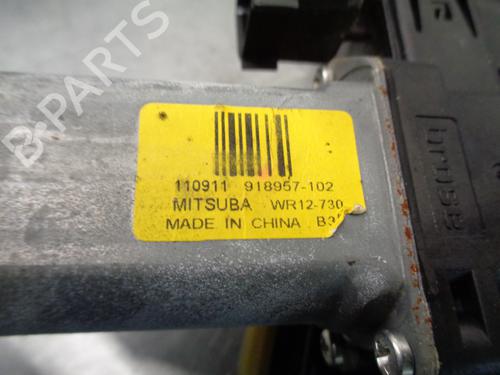 110911 918957-102
MITSUBA WR12-730
MADE IN CHINA
brose
B-PARTS